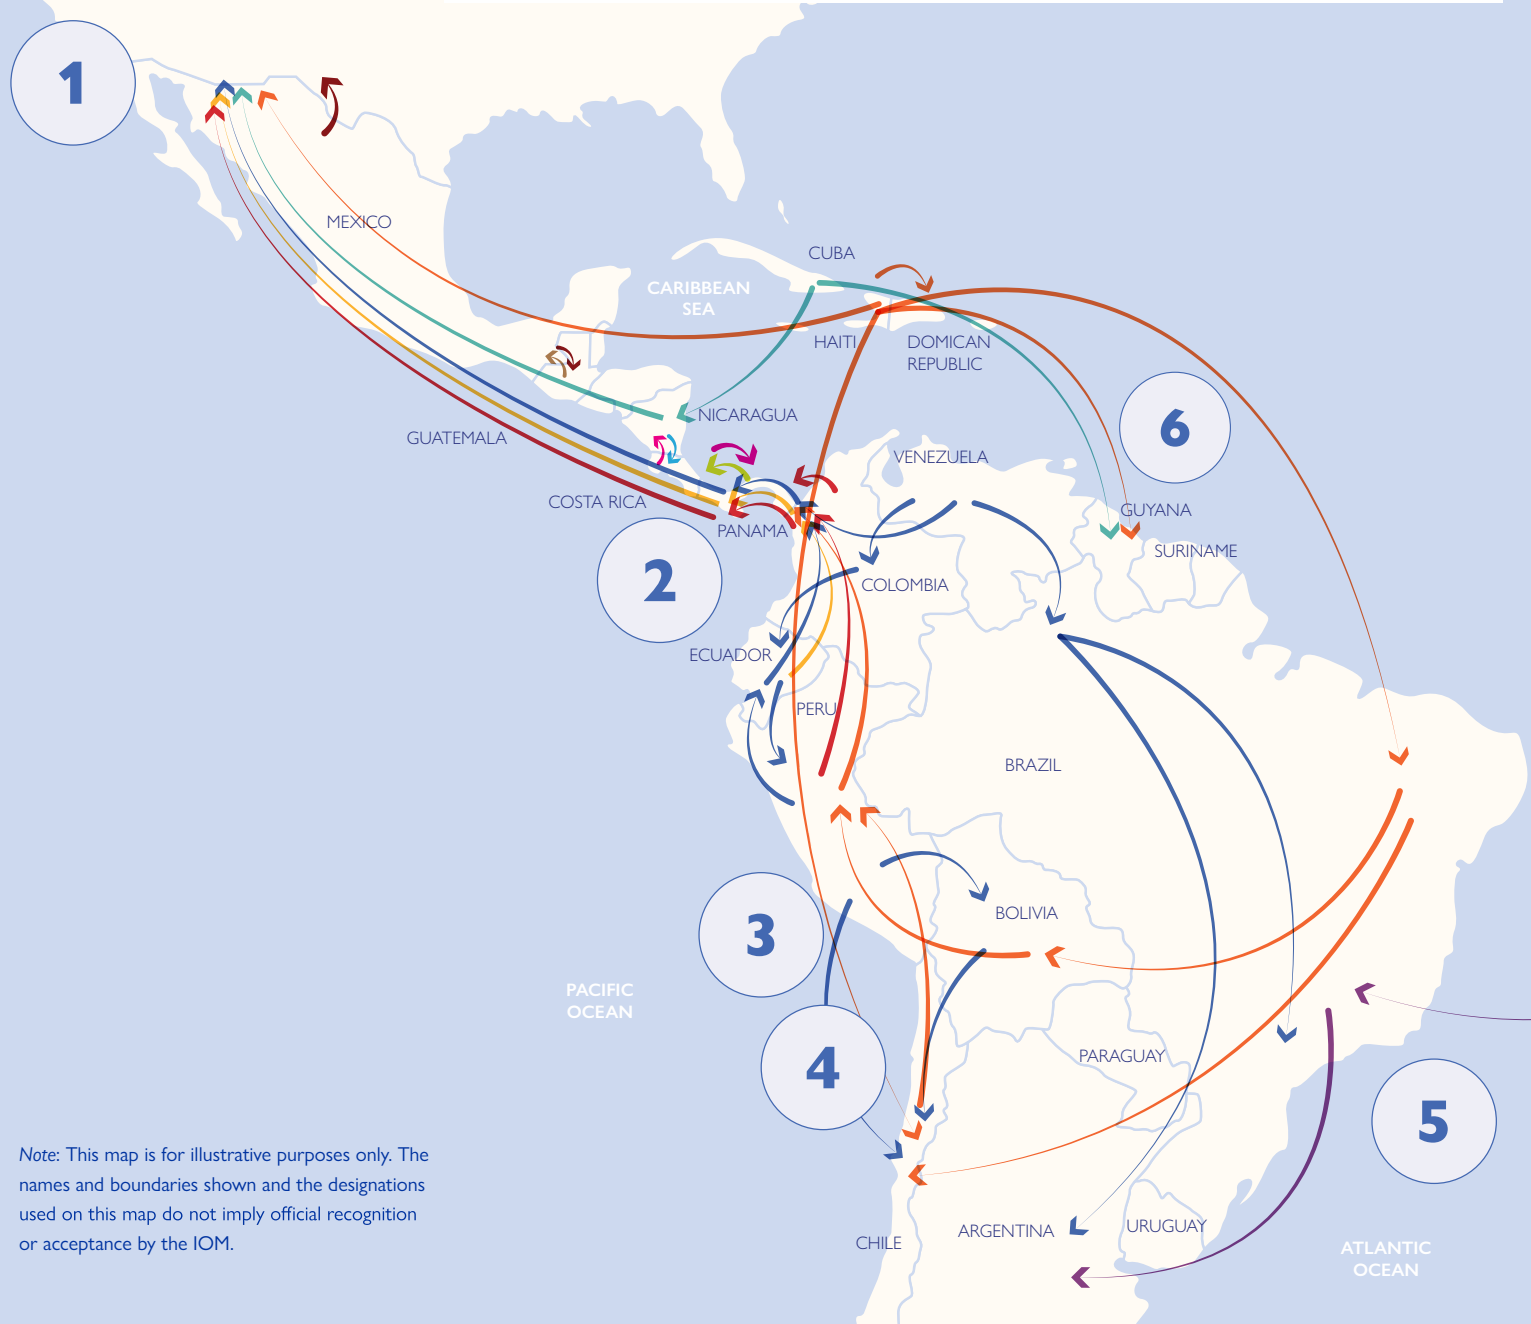 1
MEXICO
CUBA
CARIBBEAN
SEA
HAITI
DOMICAN
REPUBLIC
NICARAGUA
6
GUATEMALA
VENEZUELA
COSTA RICA
GUYANA
PANAMA
SURINAME
2
COLOMBIA
ECUADOR
PERU
BRAZIL
3
BOLIVIA
PACIFIC
OCEAN
4
PARAGUAY
5
Note: This map is for illustrative purposes only. The
names and boundaries shown and the designations
used on this map do not imply official recognition
or acceptance by the IOM.
CHILE
ARGENTINA
URUGUAY
ATLANTIC
OCEAN